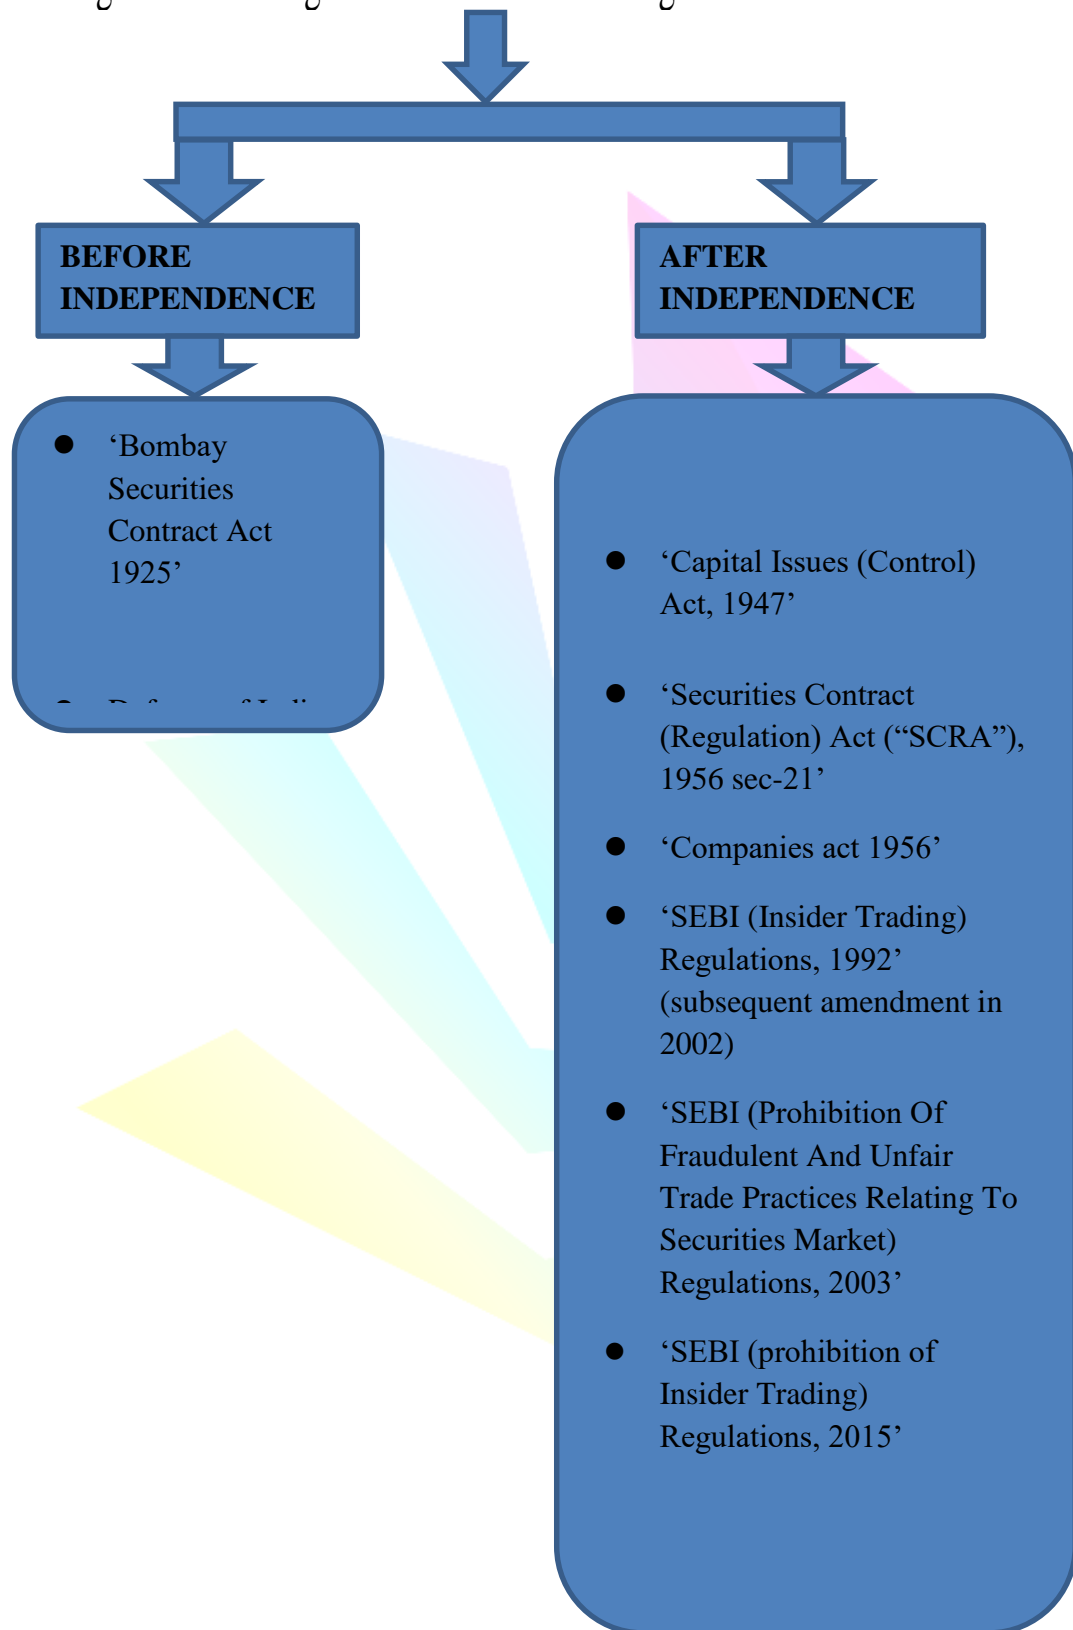 BEFORE
INDEPENDENCE
AFTER
INDEPENDENCE
● ‘Bombay
Securities
Contract Act
1925’
● ‘Capital Issues (Control)
Act, 1947’
● ‘Securities Contract
(Regulation) Act (“SCRA”),
1956 sec-21’
● ‘Companies act 1956’
● ‘SEBI (Insider Trading)
Regulations, 1992’
(subsequent amendment in
2002)
● ‘SEBI (Prohibition Of
Fraudulent And Unfair
Trade Practices Relating To
Securities Market)
Regulations, 2003’
● ‘SEBI (prohibition of
Insider Trading)
Regulations, 2015’